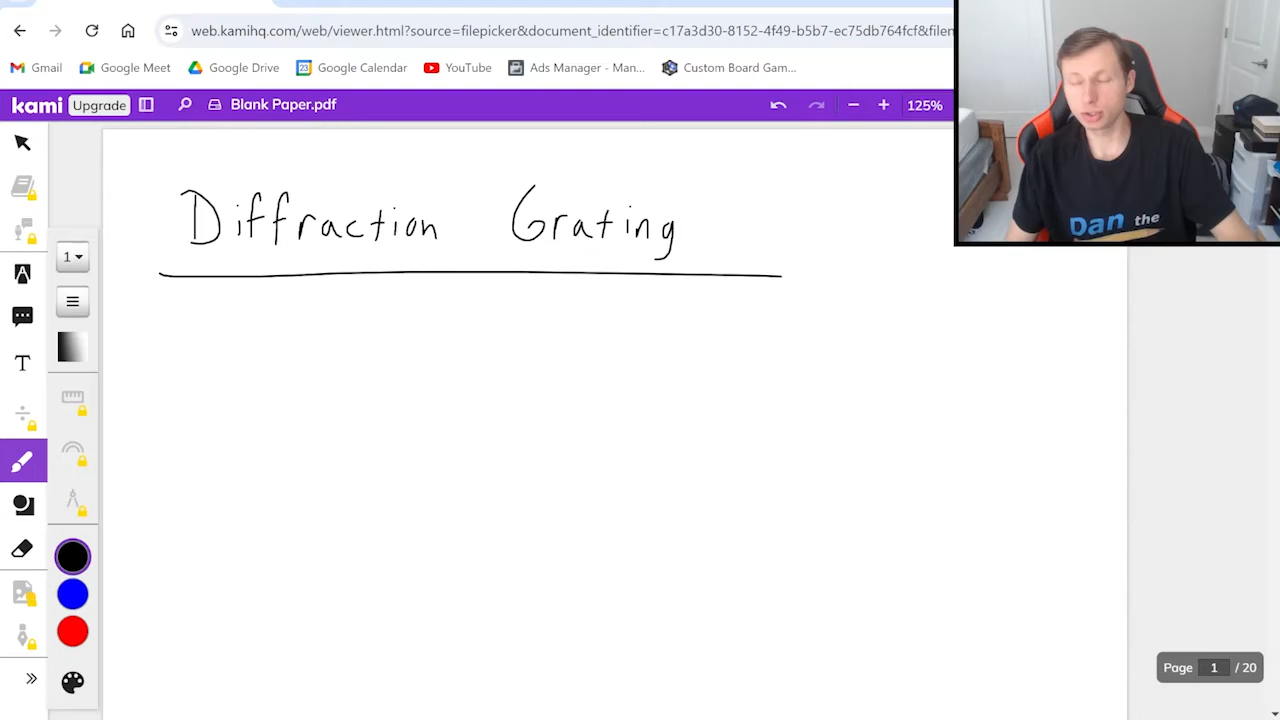 web.kamihq.com/web/viewer.html?source=filepicker&document_identifier=c17a3d30-8152-4f49-b5b7-ec75db764fcf&filen
Gmail Google Meet Google Drive 23 Google Calendar YouTube Ads Manager - Man... Custom Board Gam...
kami Upgrade Blank Paper.pdf 125%
Diffraction Grating
Dan the
1
T
Page 1 / 20